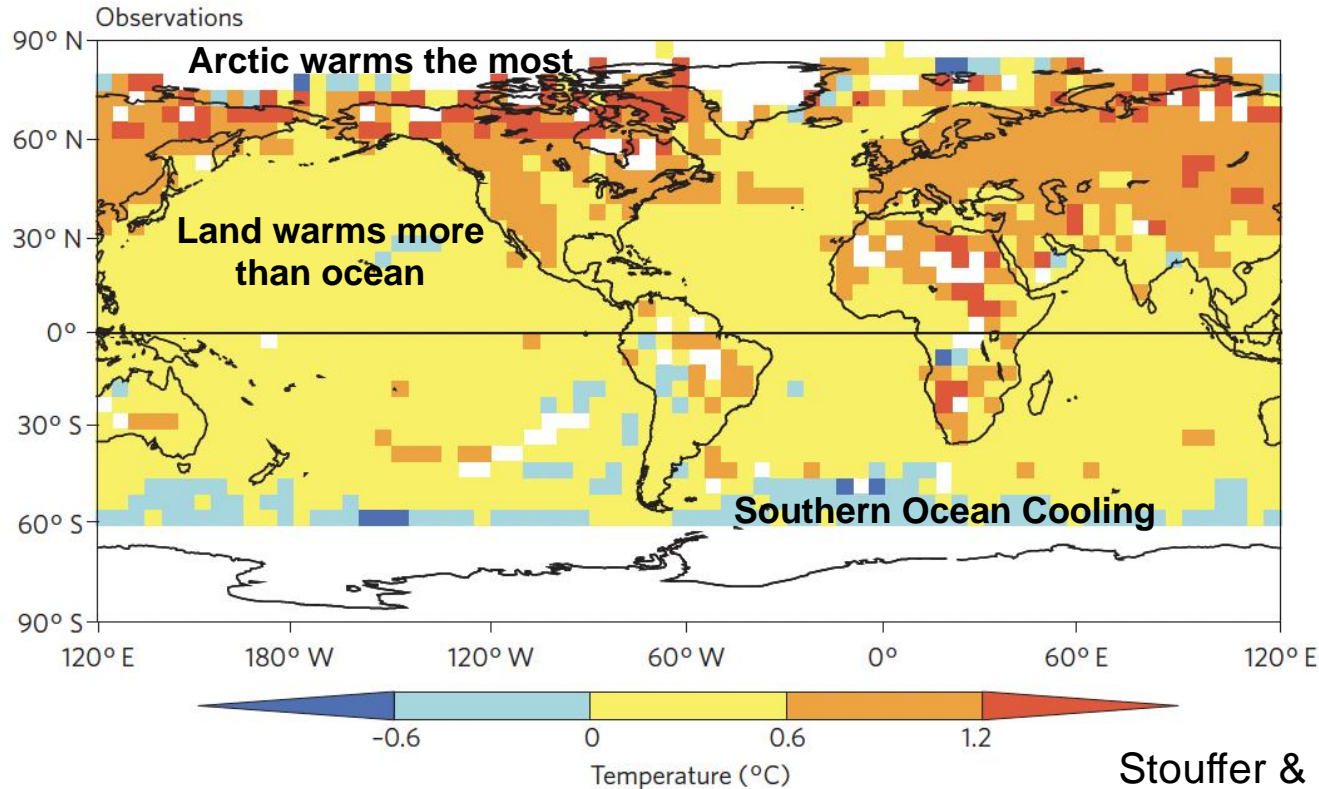 Observations
90° N
Arctic warms the most
60° N
Land warms more
than ocean
30° N
0°
30° S
Southern Ocean Cooling
60° S
90° S
120° E 180° W 120° W 60° W 0° 60° E 120° E
−0.6 0 0.6 1.2
Temperature (°C)
Stouffer &